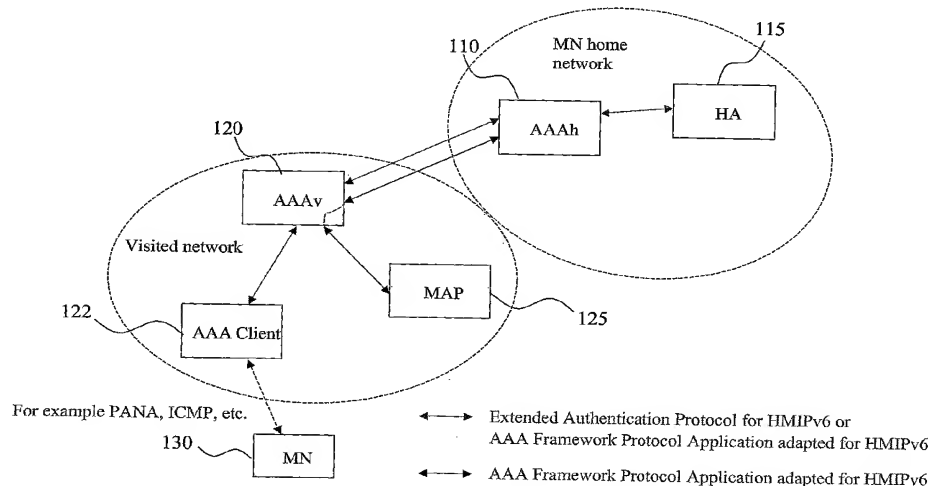 110
MN home
network
115
AAAh
HA
120
AAAv
Visited network
MAP
125
122
AAA Client
For example PANA, ICMP, etc.
130
MN
Extended Authentication Protocol for HMIPv6 or
AAA Framework Protocol Application adapted for HMIPv6
AAA Framework Protocol Application adapted for HMIPv6